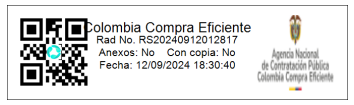 Colombia Compra Eficiente
Rad No. RS20240912012817
Anexos: No Con copia: No
Fecha: 12/09/2024 18:30:40
Agencia Nacional
de Contratación Pública
Colombia Compra Eficiente